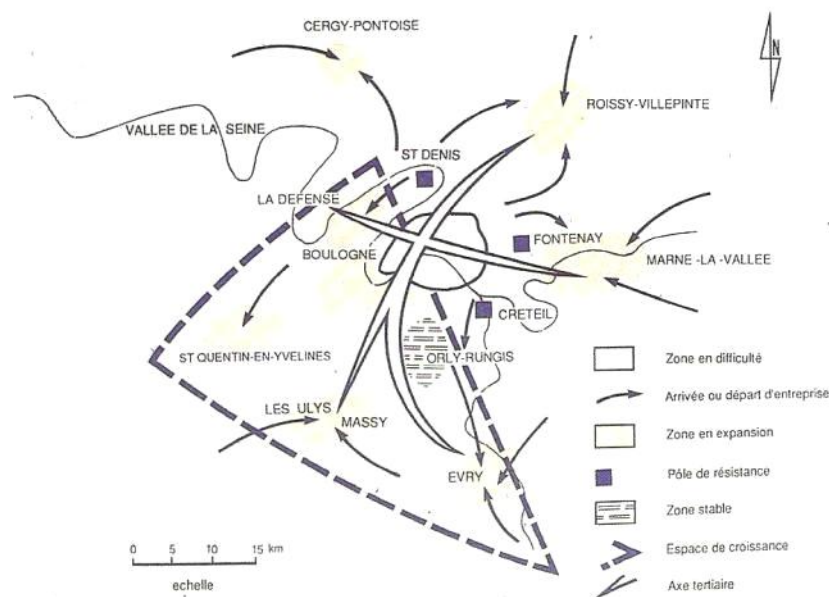 CERGY-PONTOISE
N
ROISSY-VILLEPINTE
VALLEE DE LA SEINE
ST DENIS
LA DEFENSE
FONTENAY
BOULOGNE
MARNE-LA-VALLEE
CRETEIL
ST QUENTIN-EN-YVELINES
ORLY-RUNGIS
LES ULYS
MASSY
EVRY
Zone en difficulté
Arrivée ou départ d'entreprise
Zone en expansion
Pôle de résistance
Zone stable
Espace de croissance
Axe tertiaire
0 5 10 15 km
echelle